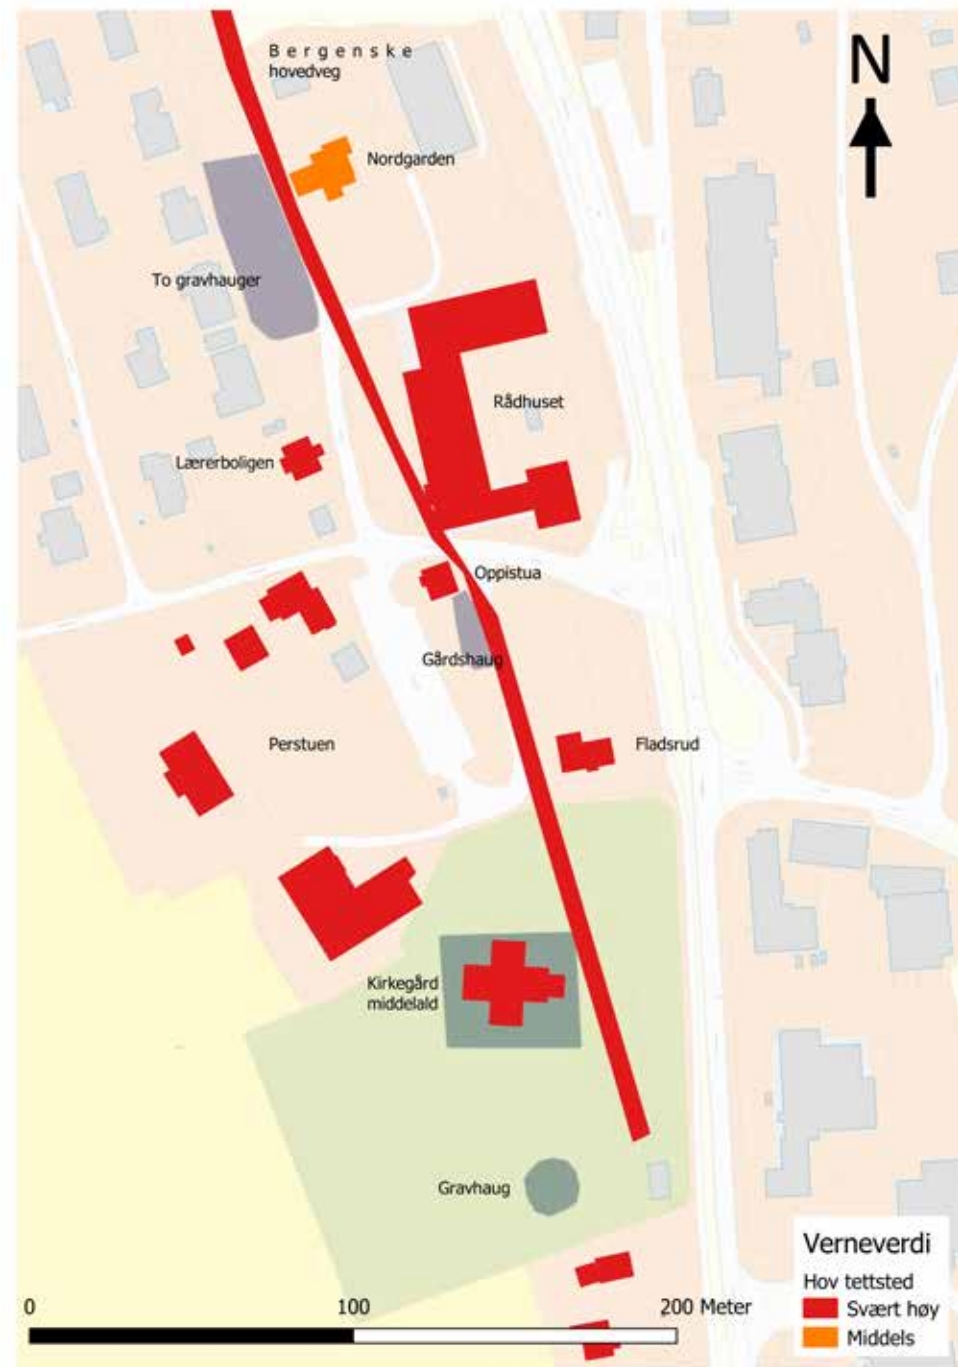 Bergenske
hovedveg
N
Nordgarden
To gravhauger
Rådhuset
Lærerboligen
Oppistua
Gårdshaug
Perstuen
Fladsrud
Kirkegård
middelald
Gravhaug
Verneverdi
Hov tettsted
Svært høy
Middels
0 100 200 Meter